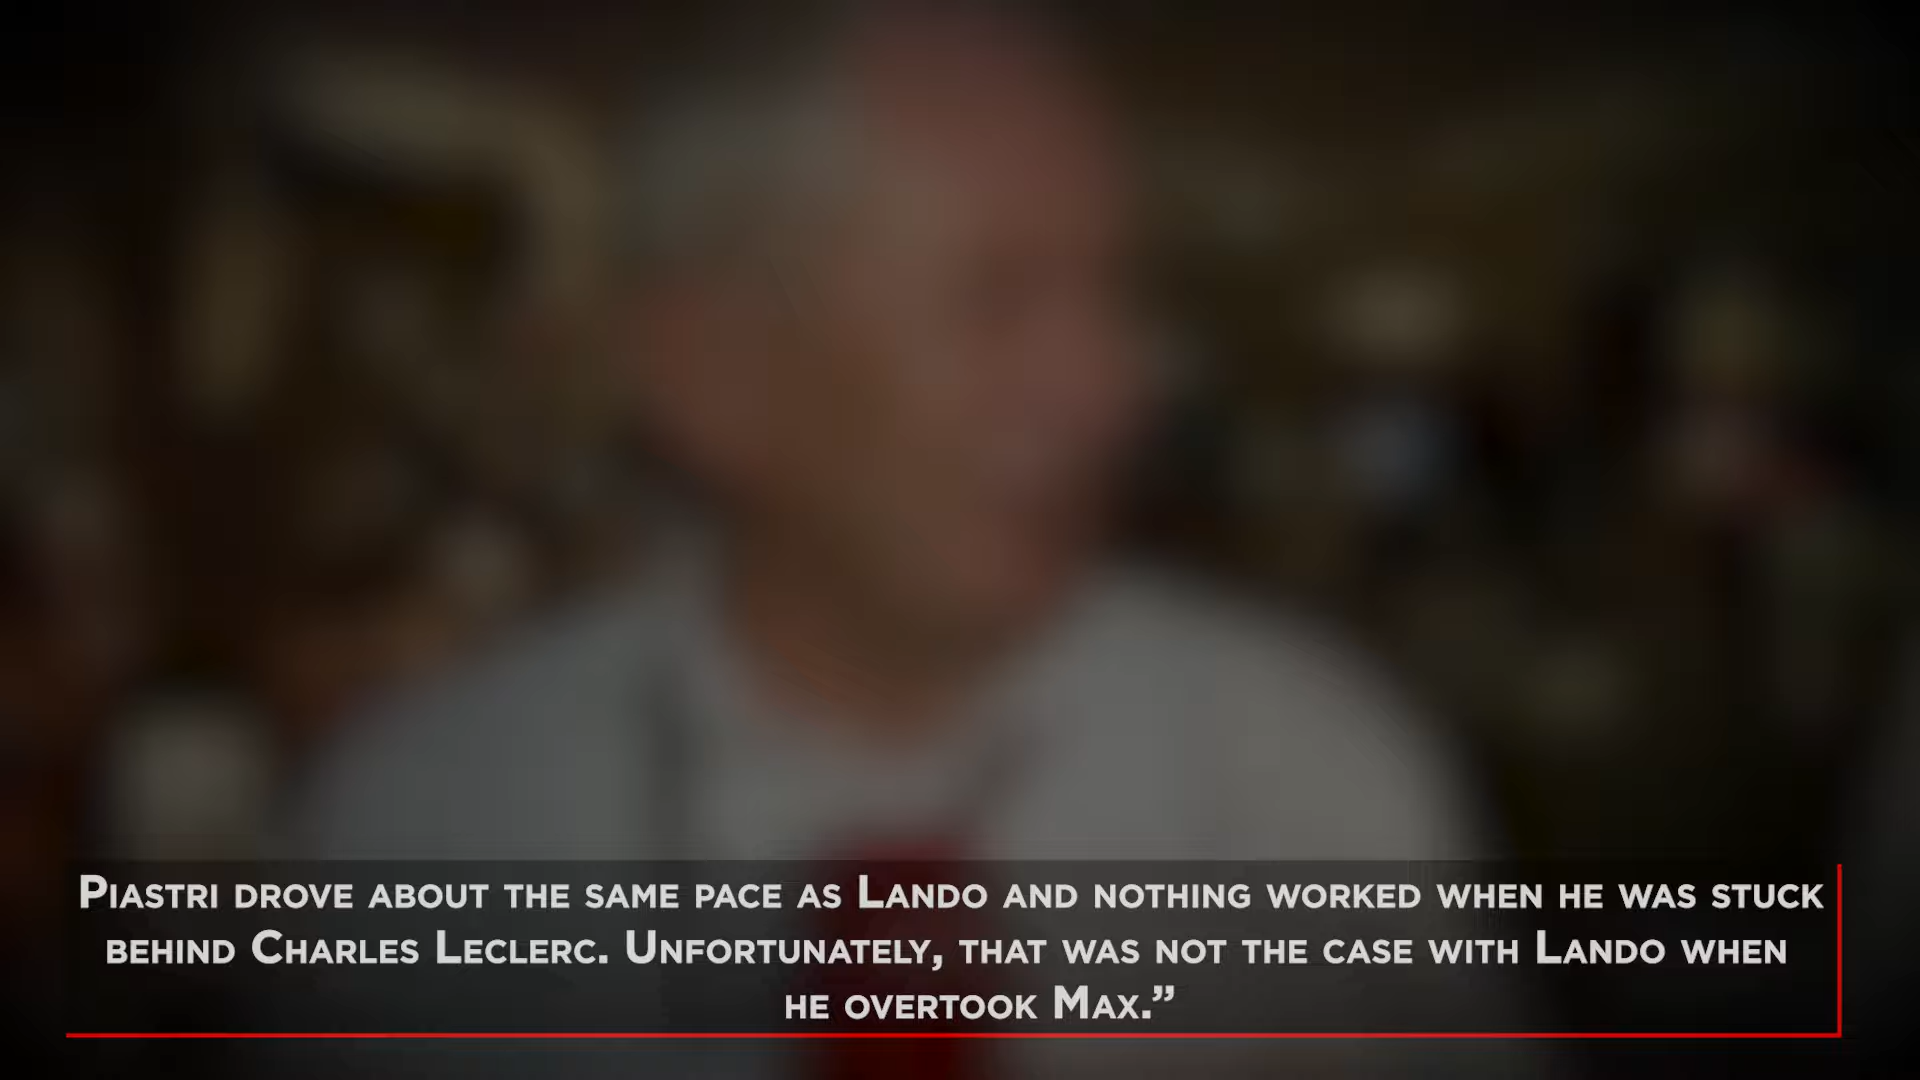 Piastri drove about the same pace as Lando and nothing worked when he was stuck
behind Charles Leclerc. Unfortunately, that was not the case with Lando when
he overtook Max.”